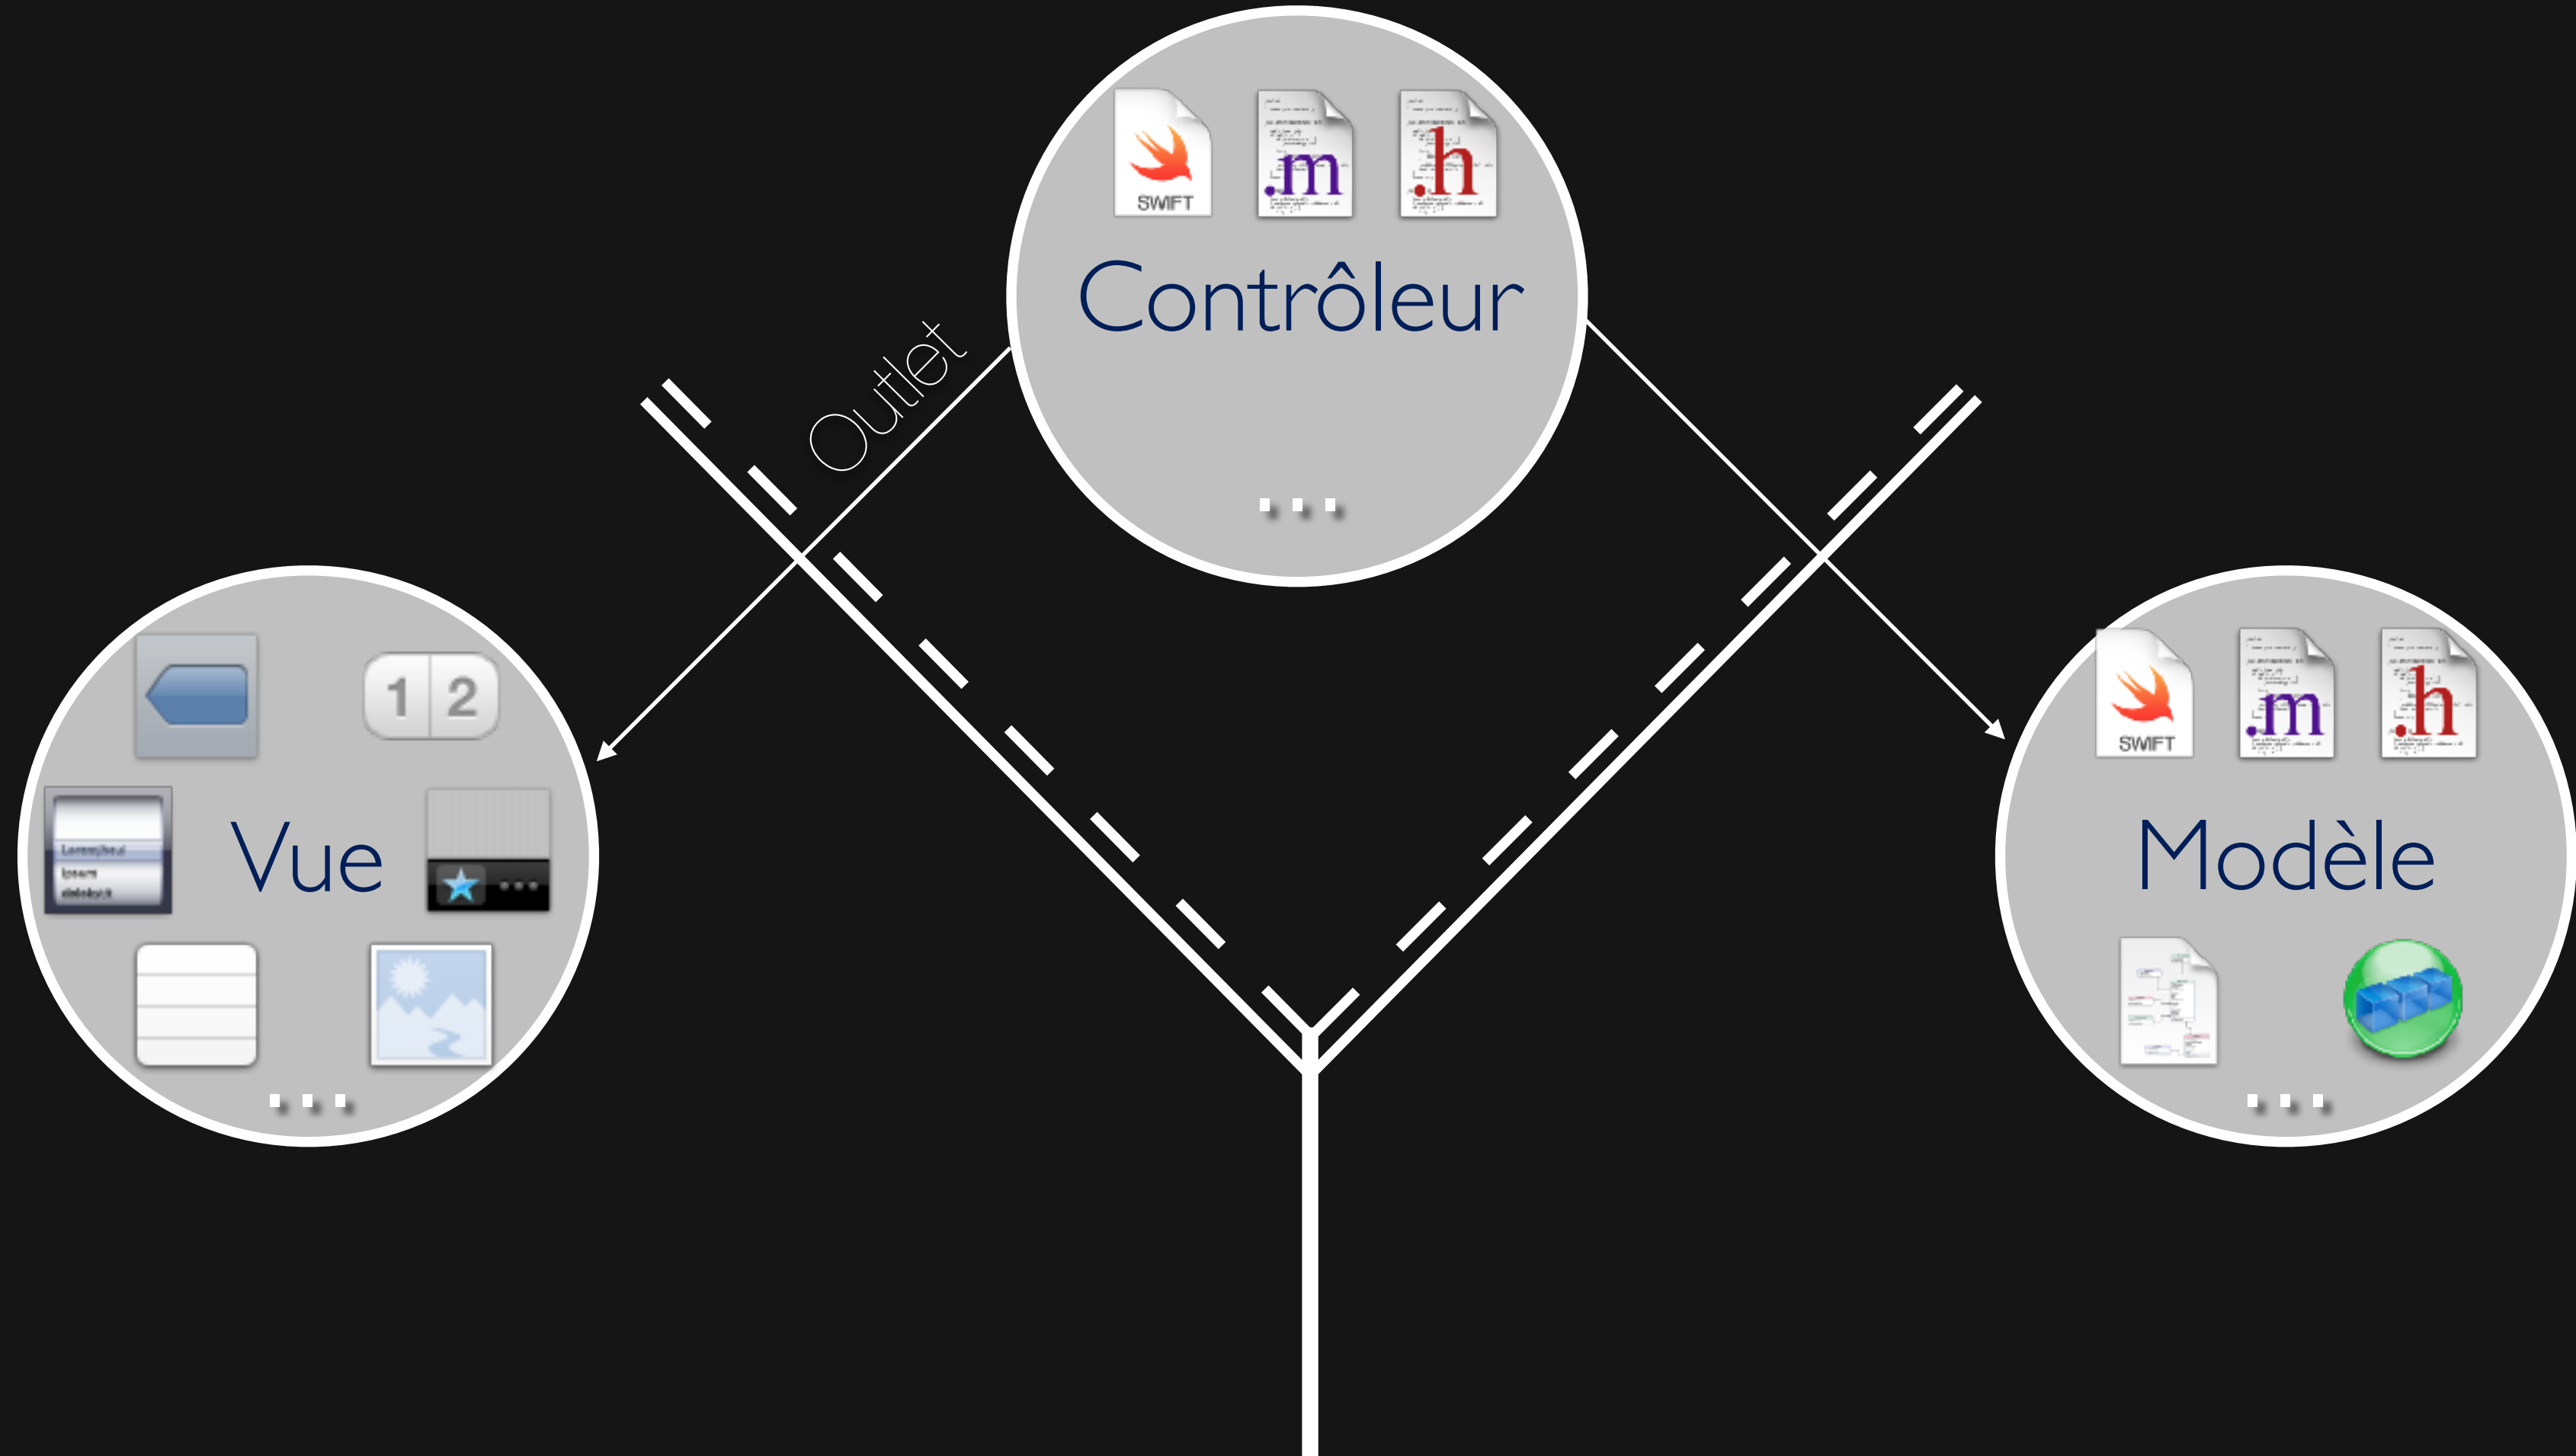 SWIFT
.m
.h
Contrôleur
...
Outlet
1 2
Vue
...
SWIFT
.m
.h
Modèle
...